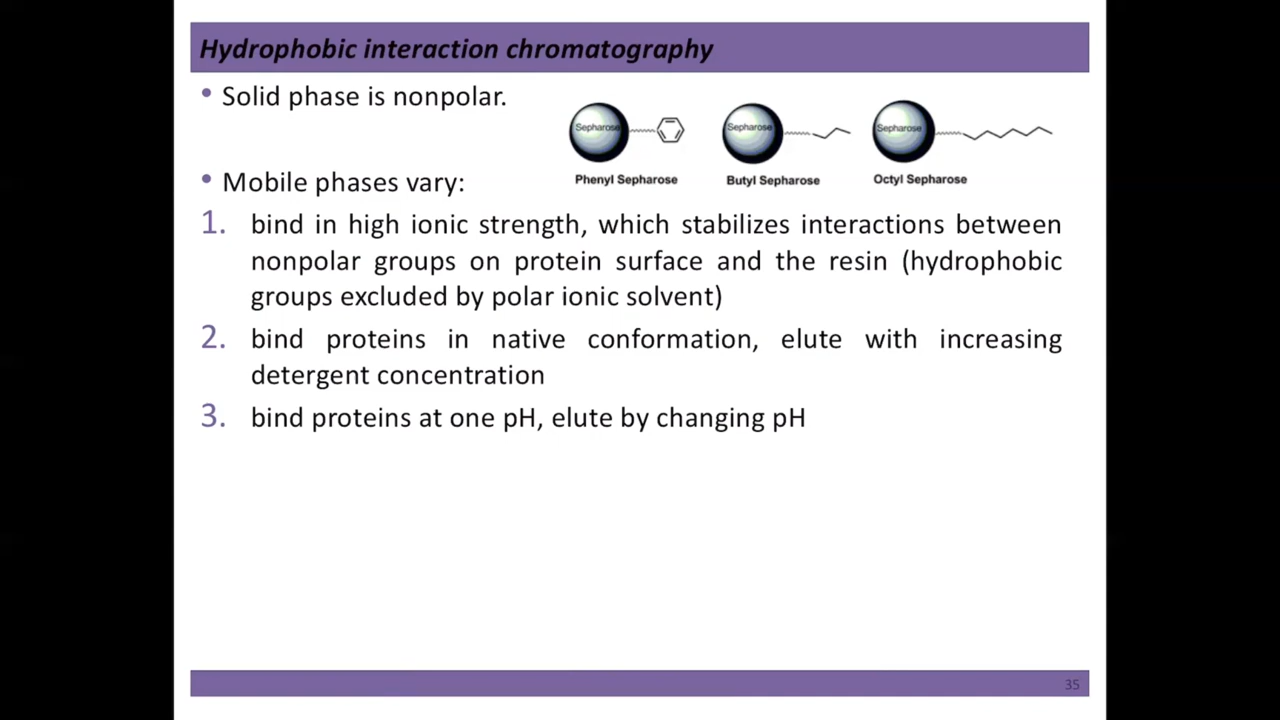 Hydrophobic interaction chromatography
• Solid phase is nonpolar.
Sepharose
Sepharose
Sepharose
Phenyl Sepharose
Butyl Sepharose
Octyl Sepharose
• Mobile phases vary:
1. bind in high ionic strength, which stabilizes interactions between
nonpolar groups on protein surface and the resin (hydrophobic
groups excluded by polar ionic solvent)
2. bind proteins in native conformation, elute with increasing
detergent concentration
3. bind proteins at one pH, elute by changing pH
35